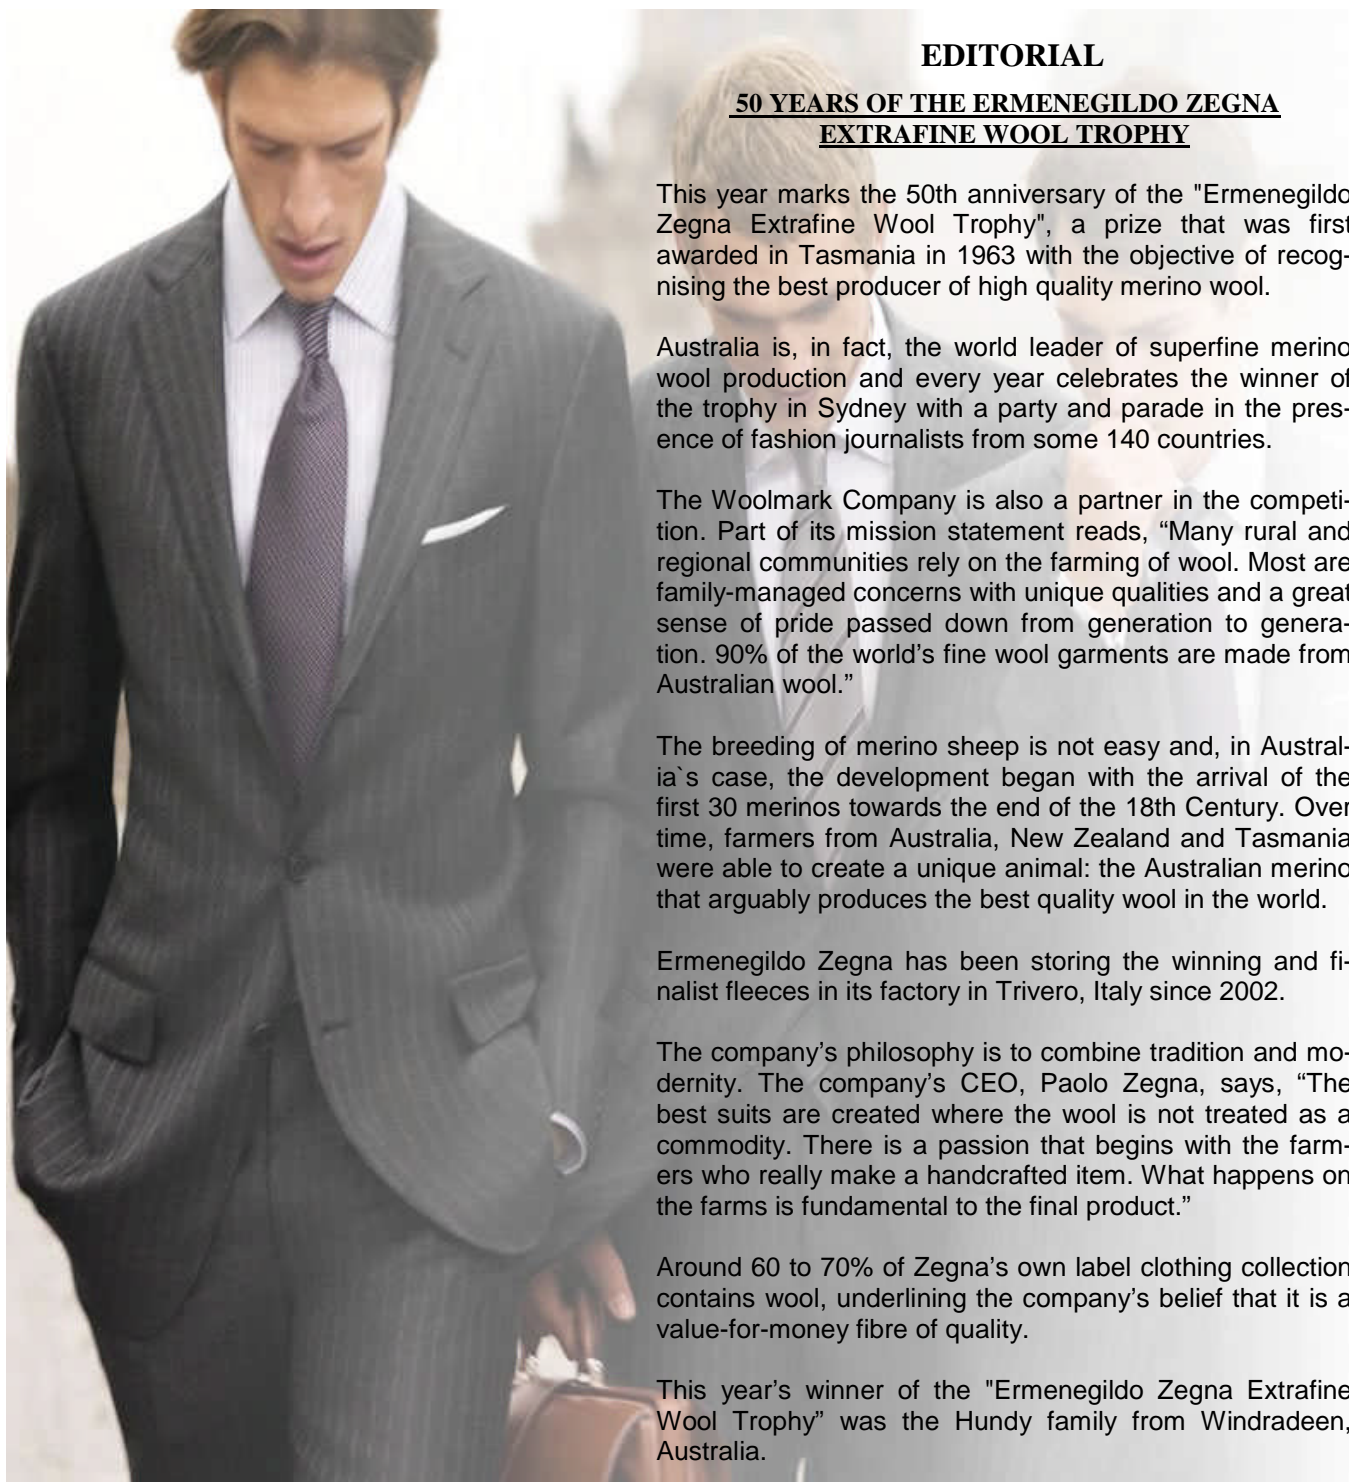 EDITORIAL
50 YEARS OF THE ERMENEGILDO ZEGNA
EXTRAFINE WOOL TROPHY
This year marks the 50th anniversary of the "Ermenegildo
Zegna Extrafine Wool Trophy", a prize that was first
awarded in Tasmania in 1963 with the objective of recog-
nising the best producer of high quality merino wool.
Australia is, in fact, the world leader of superfine merino
wool production and every year celebrates the winner of
the trophy in Sydney with a party and parade in the pres-
ence of fashion journalists from some 140 countries.
The Woolmark Company is also a partner in the competi-
tion. Part of its mission statement reads, “Many rural and
regional communities rely on the farming of wool. Most are
family-managed concerns with unique qualities and a great
sense of pride passed down from generation to genera-
tion. 90% of the world’s fine wool garments are made from
Australian wool.”
The breeding of merino sheep is not easy and, in Austral-
ia`s case, the development began with the arrival of the
first 30 merinos towards the end of the 18th Century. Over
time, farmers from Australia, New Zealand and Tasmania
were able to create a unique animal: the Australian merino
that arguably produces the best quality wool in the world.
Ermenegildo Zegna has been storing the winning and fi-
nalist fleeces in its factory in Trivero, Italy since 2002.
The company’s philosophy is to combine tradition and mo-
dernity. The company’s CEO, Paolo Zegna, says, “The
best suits are created where the wool is not treated as a
commodity. There is a passion that begins with the farm-
ers who really make a handcrafted item. What happens on
the farms is fundamental to the final product.”
Around 60 to 70% of Zegna’s own label clothing collection
contains wool, underlining the company’s belief that it is a
value-for-money fibre of quality.
This year’s winner of the "Ermenegildo Zegna Extrafine
Wool Trophy” was the Hundy family from Windradeen,
Australia.